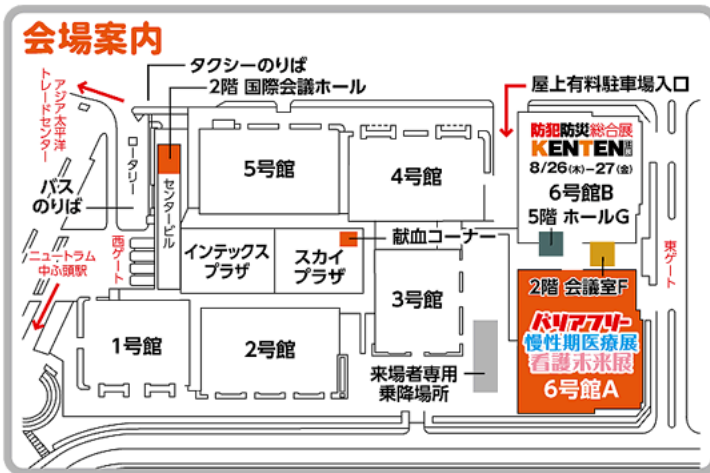 会場案内
タクシーのりば
2階 国際会議ホール
屋上有料駐車場入口
アジア太平洋
トレードセンター
ロータリー
バス
のりば
センタービル
5号館
4号館
防犯防災総合展
KENTEN建展
8/26(木)–27(金)
6号館B
5階 ホールG
献血コーナー
西ゲート
インテックス
プラザ
スカイ
プラザ
東ゲート
ニュートラム
中ふ頭駅
2階 会議室F
3号館
1号館
2号館
バリアフリー
慢性期医療展
看護未来展
6号館A
来場者専用
乗降場所